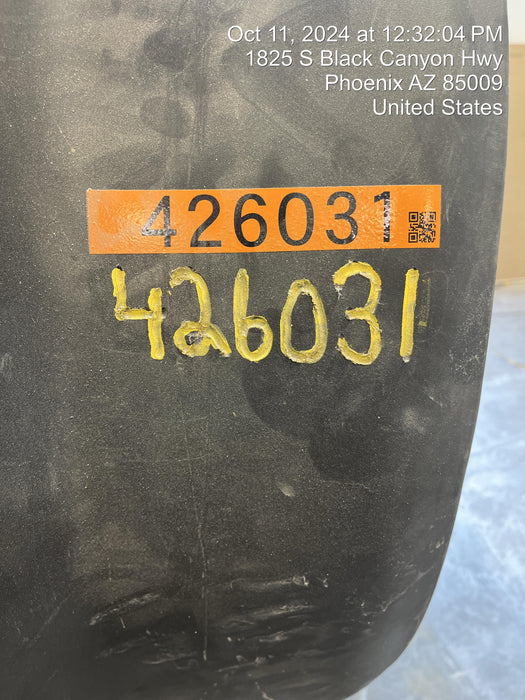 Oct 11, 2024 at 12:32:04 PM
1825 S Black Canyon Hwy
Phoenix AZ 85009
United States
426031
426031